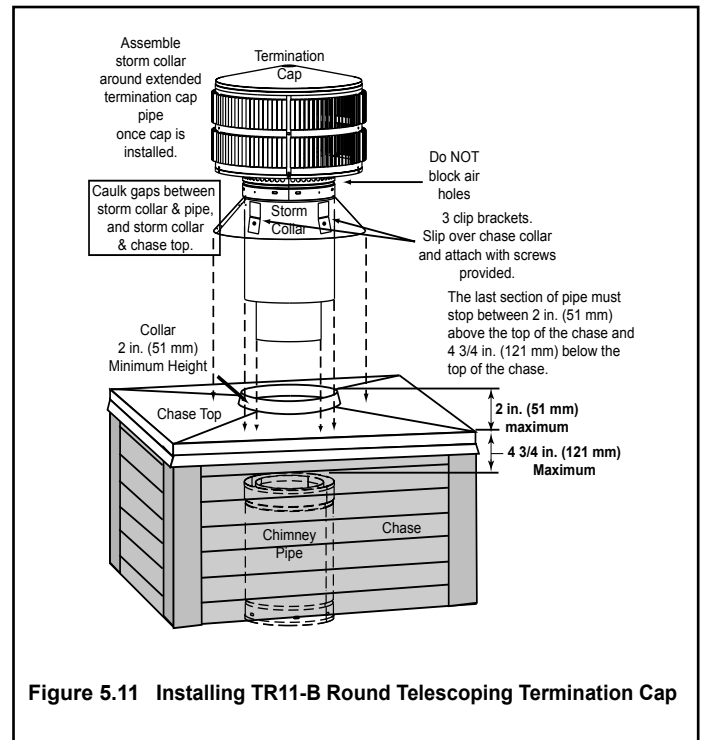 Assemble
storm collar
around extended
termination cap
pipe
once cap is
installed.
Termination
Cap
Do NOT
block air
holes
Caulk gaps between
storm collar & pipe,
and storm collar
& chase top.
Storm
Collar
3 clip brackets.
Slip over chase collar
and attach with screws
provided.
The last section of pipe must
stop between 2 in. (51 mm)
above the top of the chase and
4 3/4 in. (121 mm) below the
top of the chase.
Collar
2 in. (51 mm)
Minimum Height
Chase Top
2 in. (51 mm)
maximum
4 3/4 in. (121 mm)
Maximum
Chimney
Pipe
Chase
Figure 5.11 Installing TR11-B Round Telescoping Termination Cap